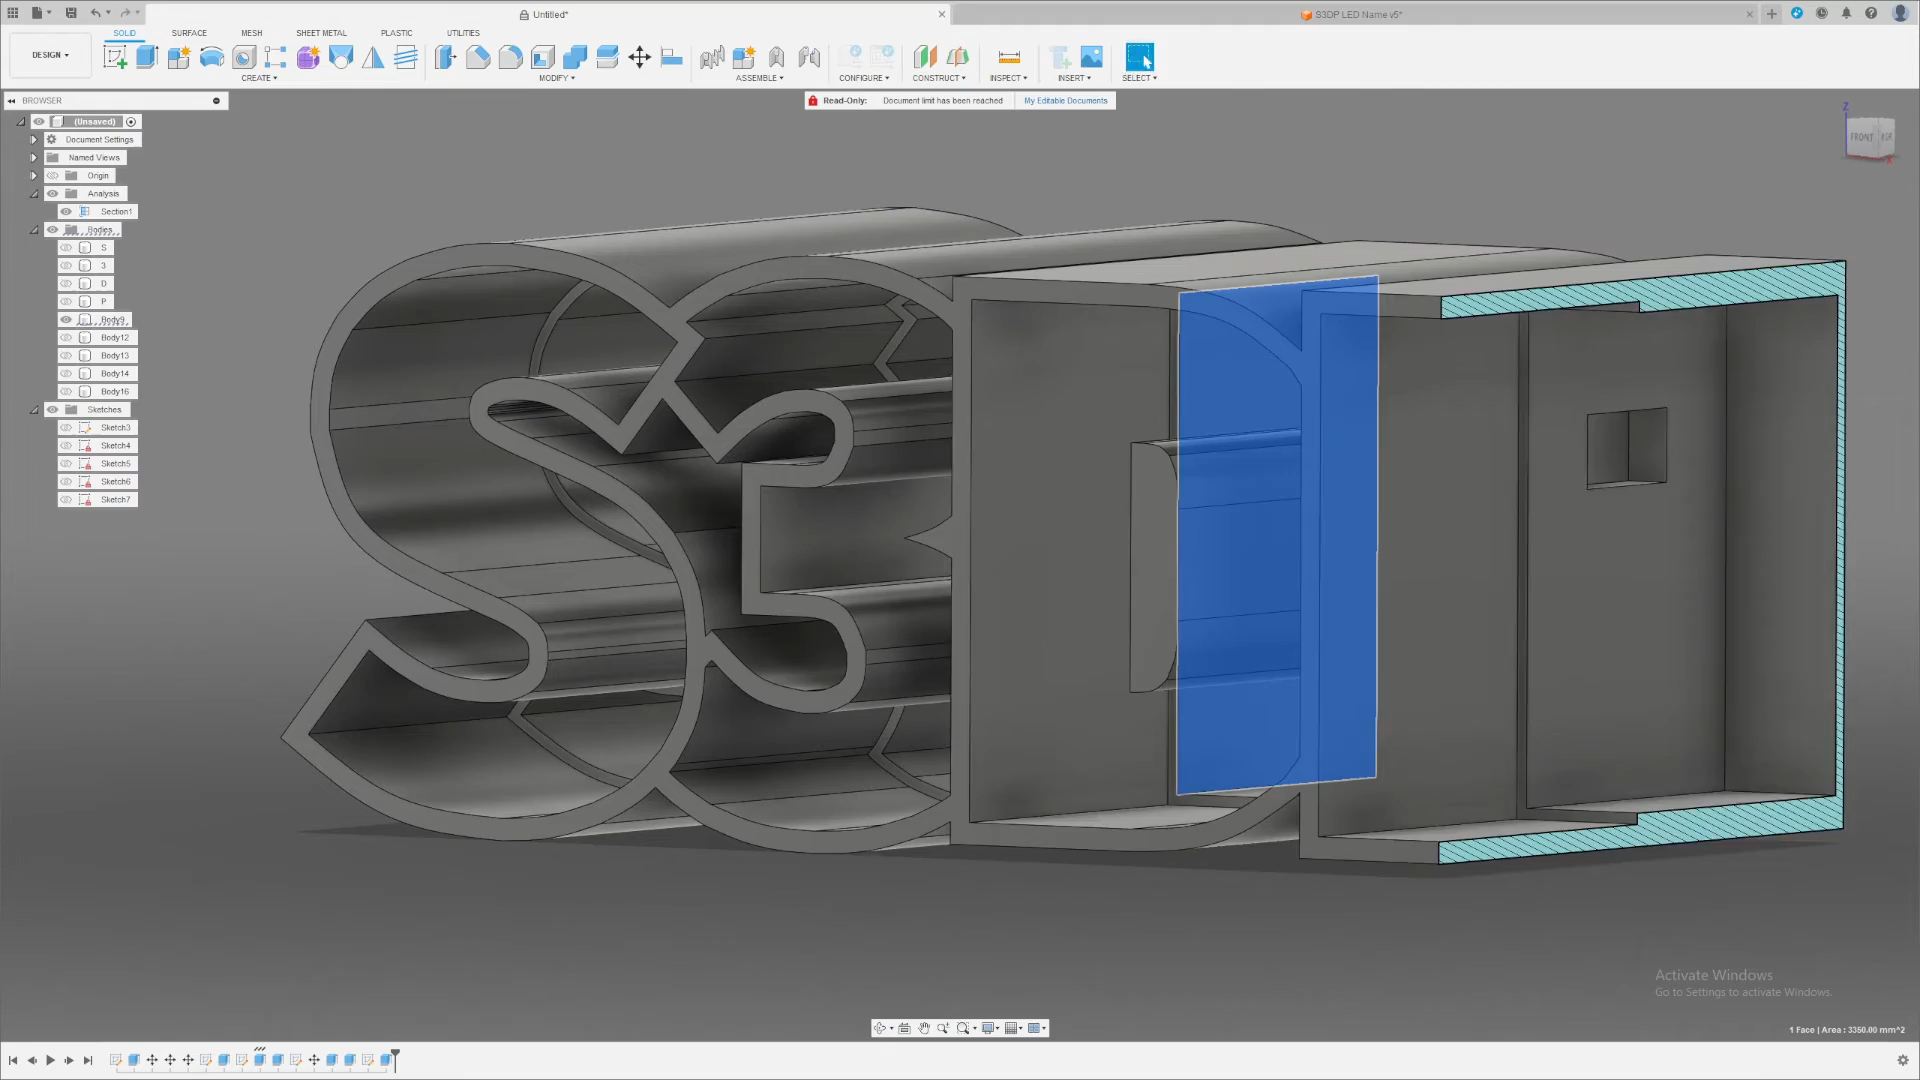 Untitled*
S3DP LED Name v5*
DESIGN
SOLID
SURFACE
MESH
SHEET METAL
PLASTIC
UTILITIES
CREATE
MODIFY
ASSEMBLE
CONFIGURE
CONSTRUCT
INSPECT
INSERT
SELECT
BROWSER
Read-Only: Document limit has been reached My Editable Documents
(Unsaved)
Document Settings
Named Views
Origin
Analysis
Section1
Bodies
S
3
D
P
Body9
Body12
Body13
Body14
Body16
Sketches
Sketch3
Sketch4
Sketch5
Sketch6
Sketch7
Z
FRONT
X
Activate Windows
Go to Settings to activate Windows.
1 Face | Area : 3350.00 mm^2